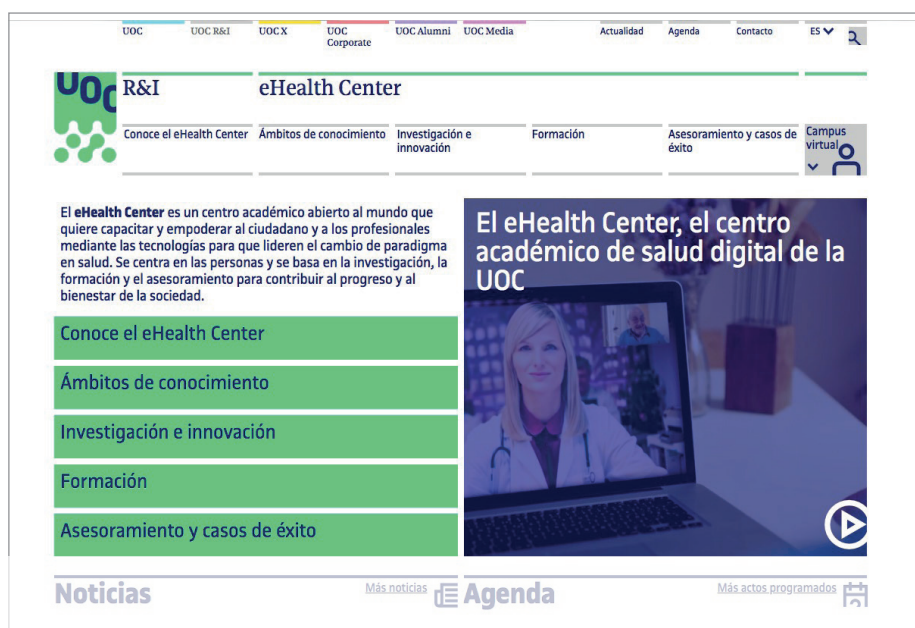 UOC UOC R&I UOC X UOC Corporate UOC Alumni UOC Media Actualidad Agenda Contacto ES
UOC R&I eHealth Center
Conoce el eHealth Center Ámbitos de conocimiento Investigación e innovación Formación Asesoramiento y casos de éxito Campus virtual
El eHealth Center es un centro académico abierto al mundo que
quiere capacitar y empoderar al ciudadano y a los profesionales
mediante las tecnologías para que lideren el cambio de paradigma
en salud. Se centra en las personas y se basa en la investigación, la
formación y el asesoramiento para contribuir al progreso y al
bienestar de la sociedad.
Conoce el eHealth Center
Ámbitos de conocimiento
Investigación e innovación
Formación
Asesoramiento y casos de éxito
El eHealth Center, el centro
académico de salud digital de la
UOC
Noticias Más noticias
Agenda Más actos programados